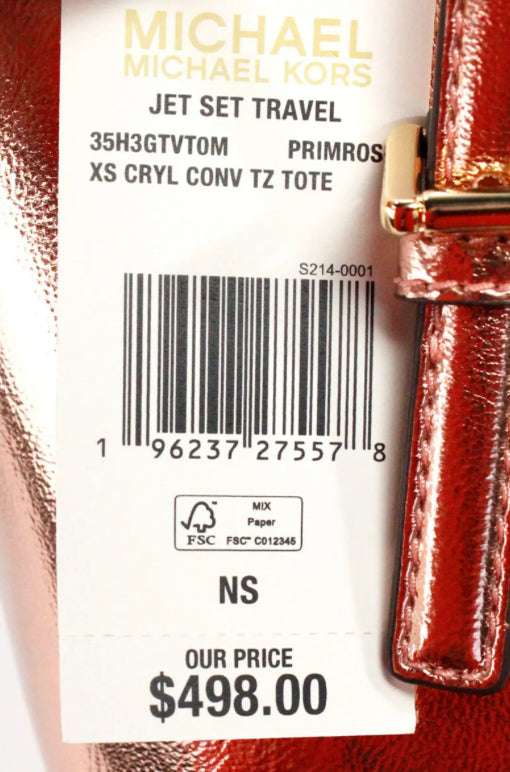 MICHAEL
MICHAEL KORS
JET SET TRAVEL
35H3GTVT0M PRIMROS
XS CRYL CONV TZ TOTE
S214-0001
1 96237 27557 8
FSC
MIX
Paper
FSC™ C012345
NS
OUR PRICE
$498.00